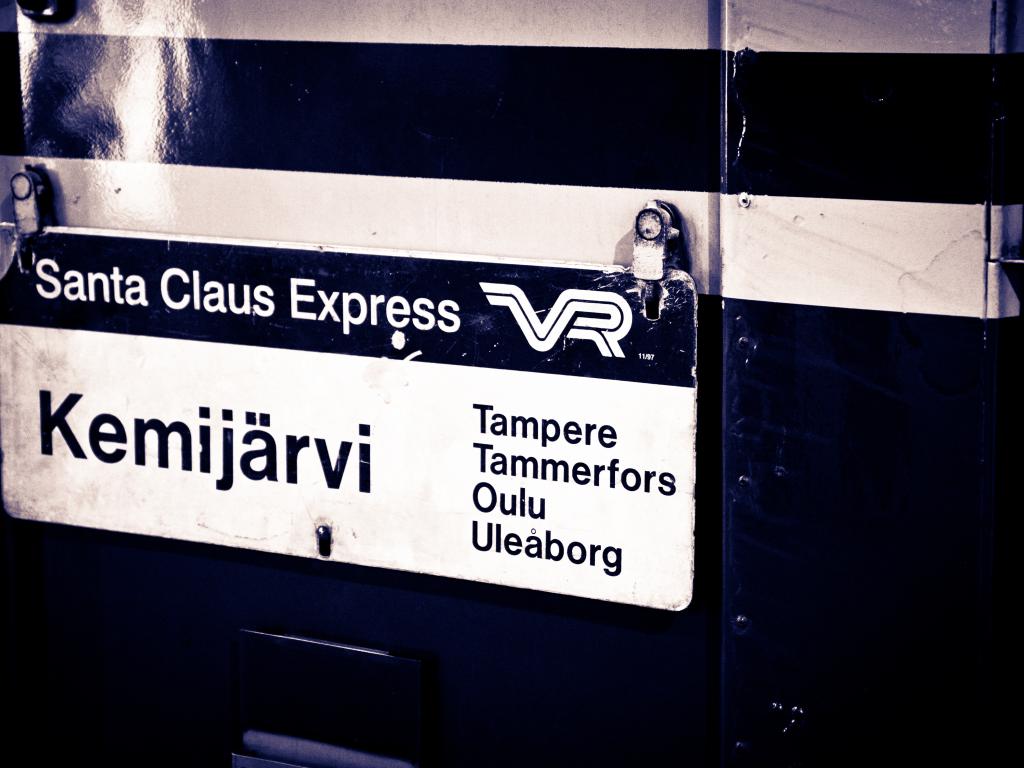 Santa Claus Express VR
11/97
Kemijärvi
Tampere
Tammerfors
Oulu
Uleåborg